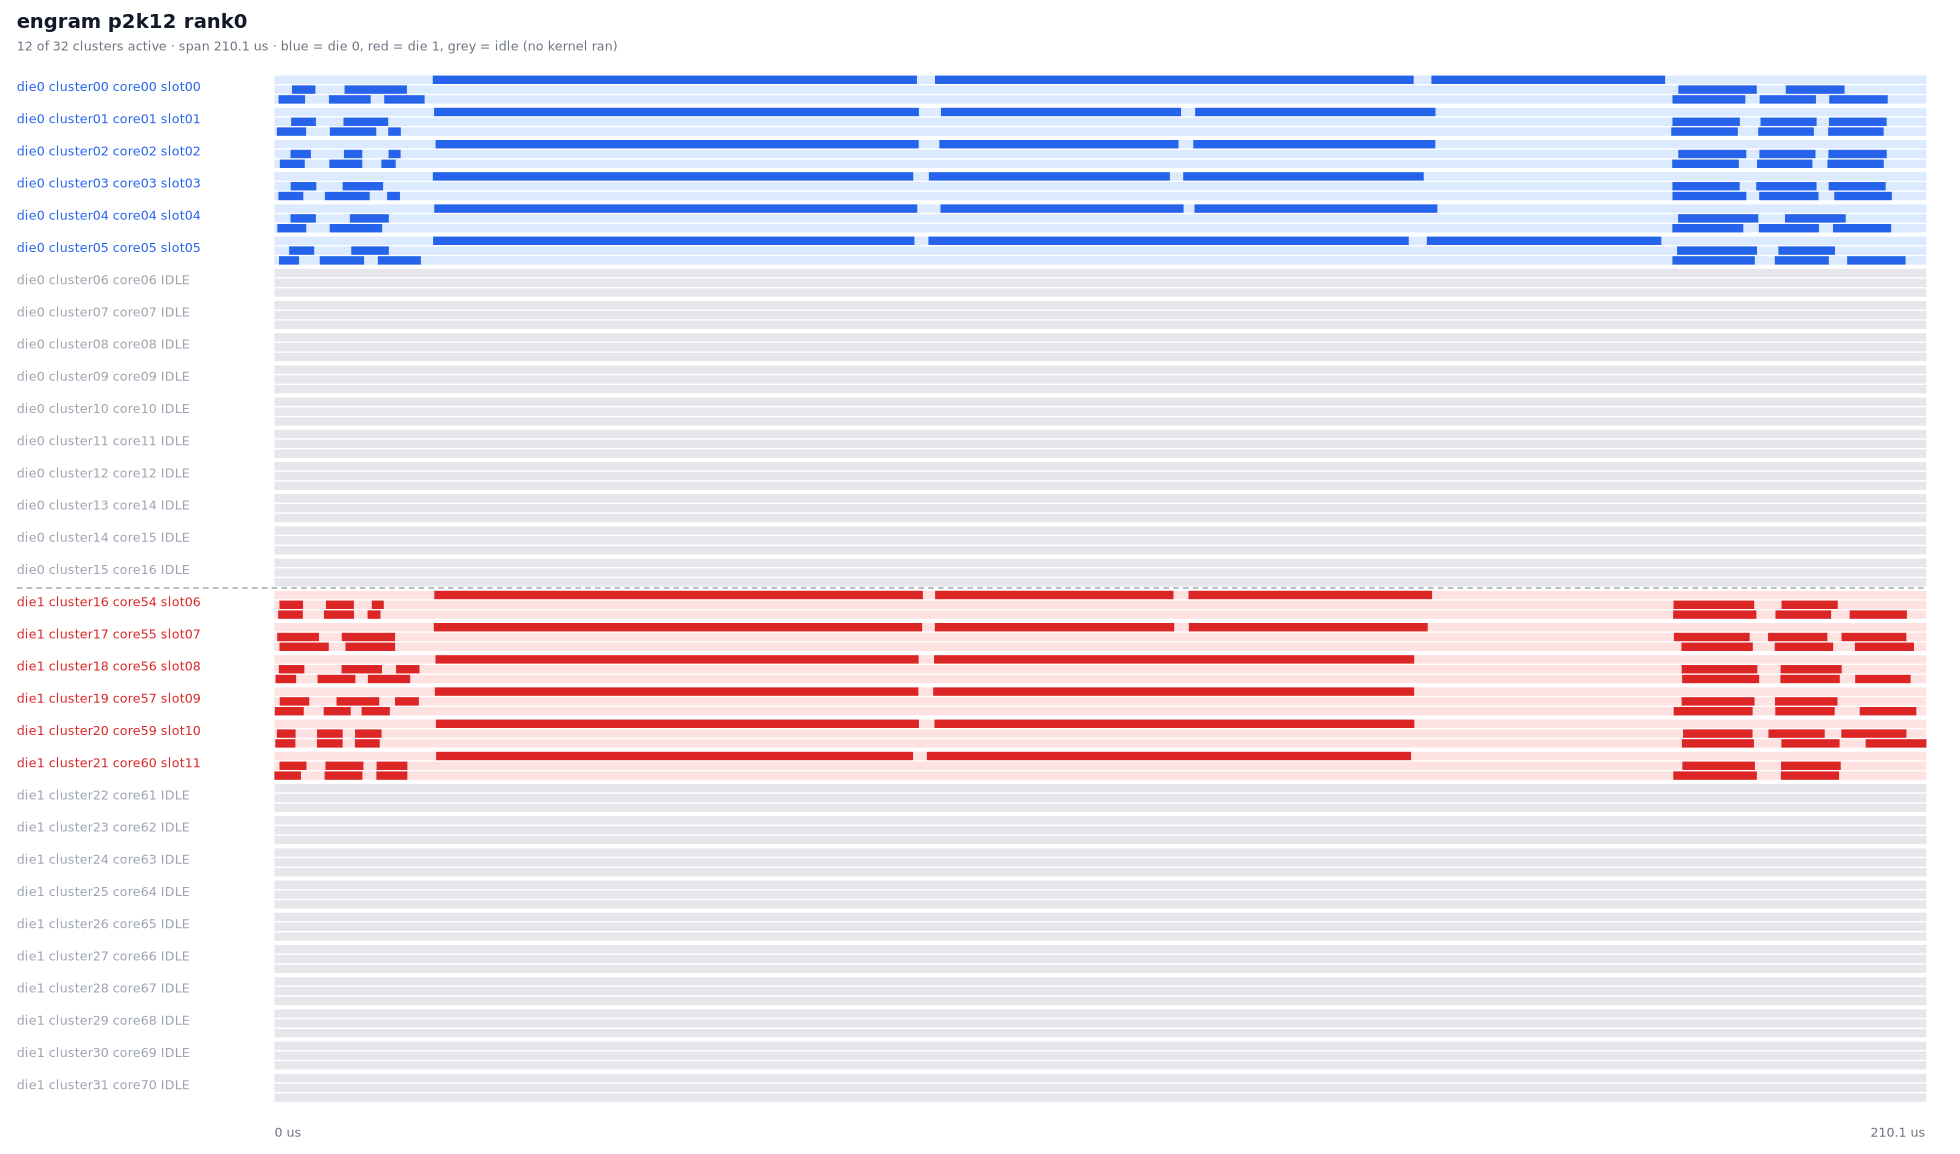 engram p2k12 rank0
12 of 32 clusters active · span 210.1 us · blue = die 0, red = die 1, grey = idle (no kernel ran)
die0 cluster00 core00 slot00
die0 cluster01 core01 slot01
die0 cluster02 core02 slot02
die0 cluster03 core03 slot03
die0 cluster04 core04 slot04
die0 cluster05 core05 slot05
die0 cluster06 core06 IDLE
die0 cluster07 core07 IDLE
die0 cluster08 core08 IDLE
die0 cluster09 core09 IDLE
die0 cluster10 core10 IDLE
die0 cluster11 core11 IDLE
die0 cluster12 core12 IDLE
die0 cluster13 core14 IDLE
die0 cluster14 core15 IDLE
die0 cluster15 core16 IDLE
die1 cluster16 core54 slot06
die1 cluster17 core55 slot07
die1 cluster18 core56 slot08
die1 cluster19 core57 slot09
die1 cluster20 core59 slot10
die1 cluster21 core60 slot11
die1 cluster22 core61 IDLE
die1 cluster23 core62 IDLE
die1 cluster24 core63 IDLE
die1 cluster25 core64 IDLE
die1 cluster26 core65 IDLE
die1 cluster27 core66 IDLE
die1 cluster28 core67 IDLE
die1 cluster29 core68 IDLE
die1 cluster30 core69 IDLE
die1 cluster31 core70 IDLE
0 us
210.1 us